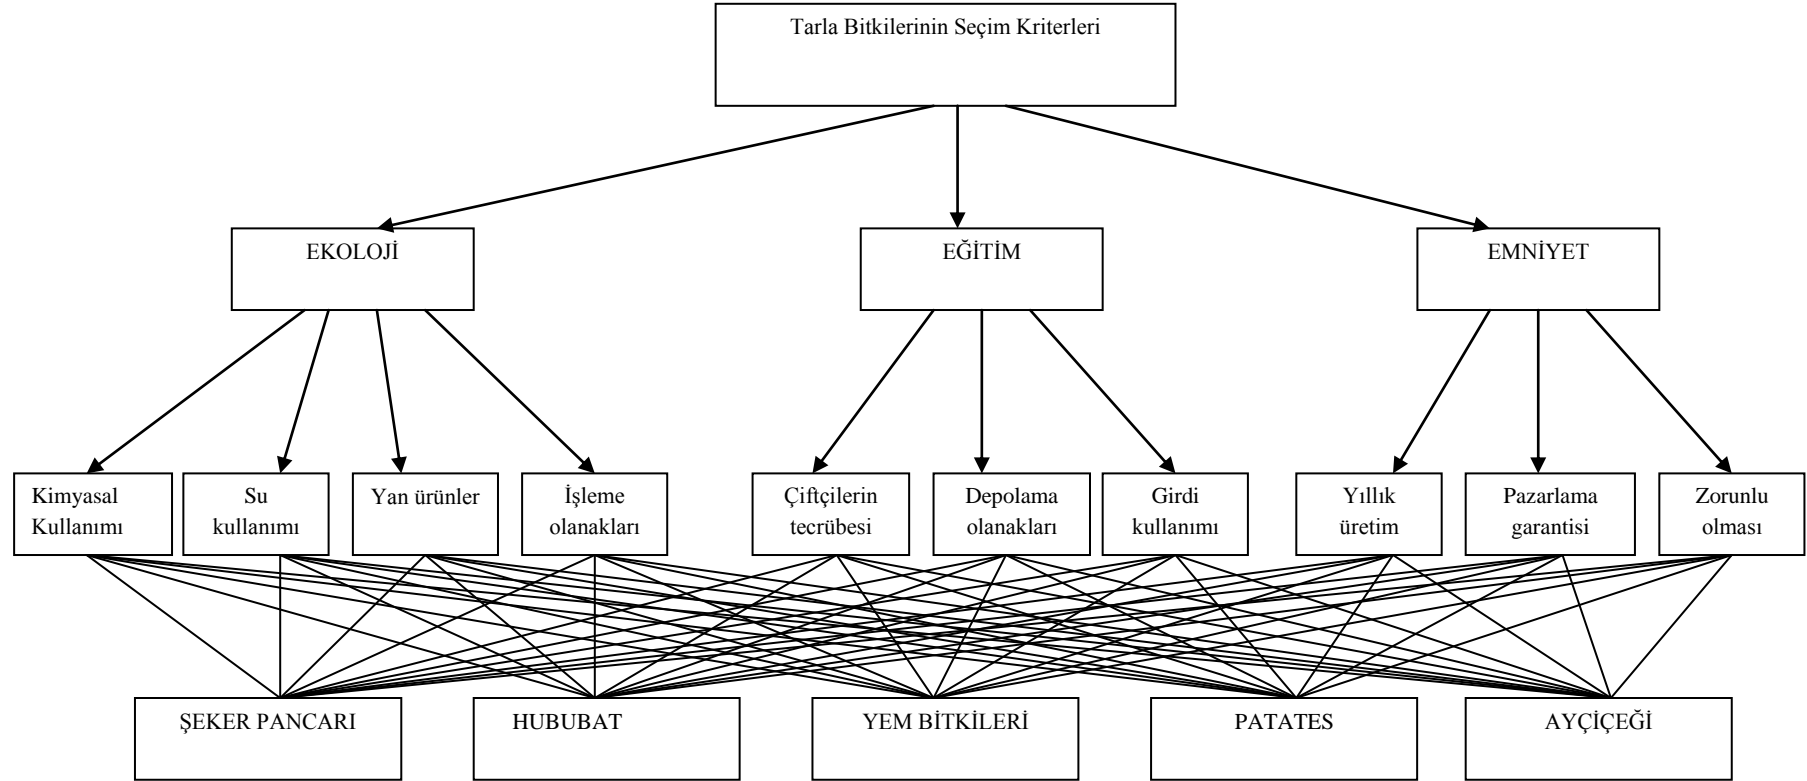 Tarla Bitkilerinin Seçim Kriterleri
EKOLOJİ
EĞİTİM
EMNİYET
Kimyasal
Kullanımı
Su
kullanımı
Yan ürünler
İşleme
olanakları
Çiftçilerin
tecrübesi
Depolama
olanakları
Girdi
kullanımı
Yıllık
üretim
Pazarlama
garantisi
Zorunlu
olması
ŞEKER PANCARI
HUBUBAT
YEM BİTKİLERİ
PATATES
AYÇİÇEĞİ